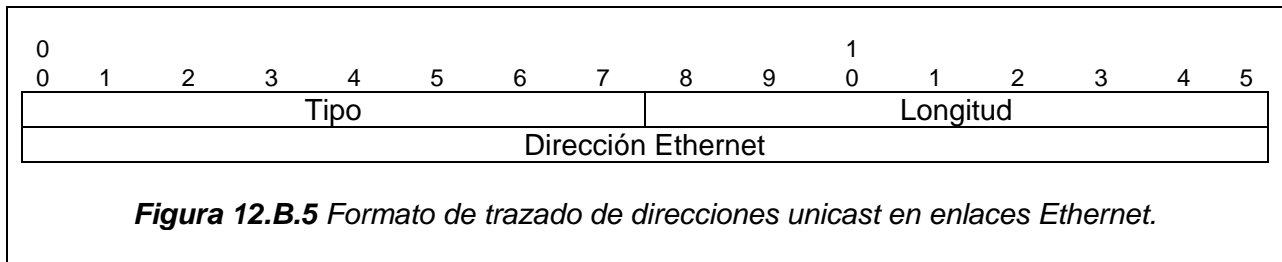 0 1
0 1 2 3 4 5 6 7 8 9 0 1 2 3 4 5
Tipo Longitud
Dirección Ethernet
Figura 12.B.5 Formato de trazado de direcciones unicast en enlaces Ethernet.